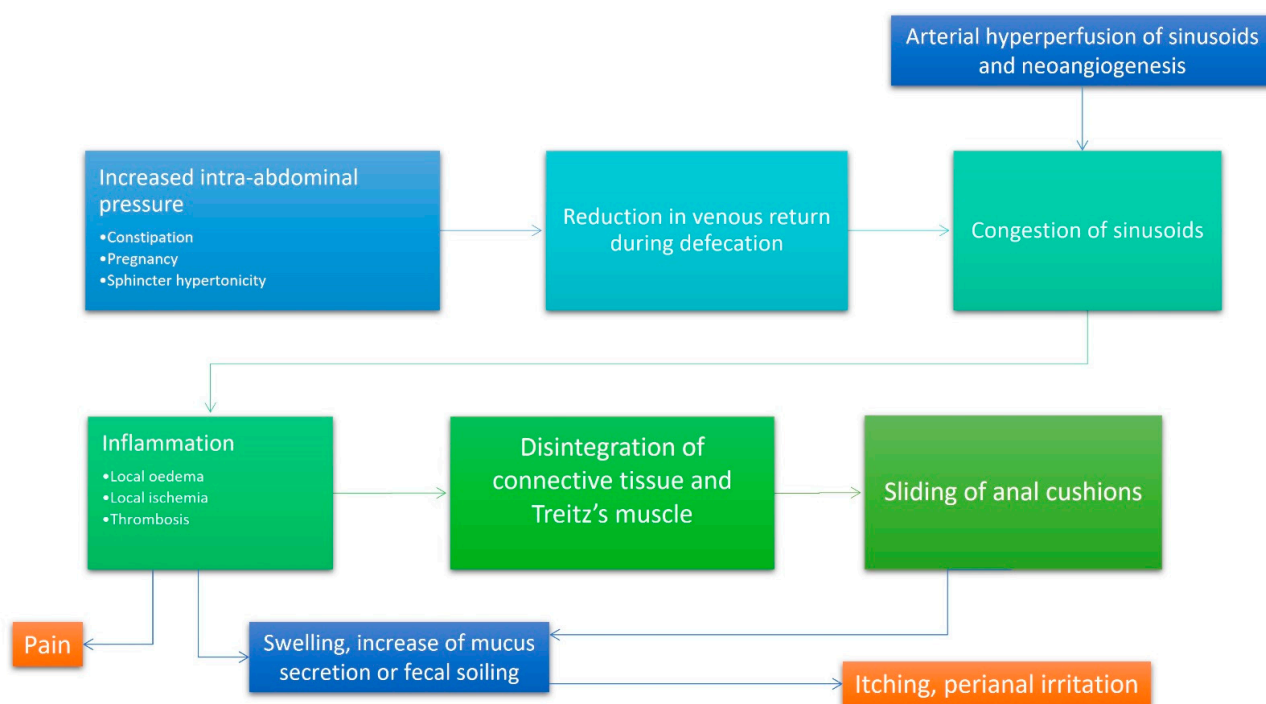 Arterial hyperperfusion of sinusoids
and neoangiogenesis
Increased intra-abdominal
pressure
•Constipation
•Pregnancy
•Sphincter hypertonicity
Reduction in venous return
during defecation
Congestion of sinusoids
Inflammation
•Local oedema
•Local ischemia
•Thrombosis
Disintegration of
connective tissue and
Treitz’s muscle
Sliding of anal cushions
Pain
Swelling, increase of mucus
secretion or fecal soiling
Itching, perianal irritation